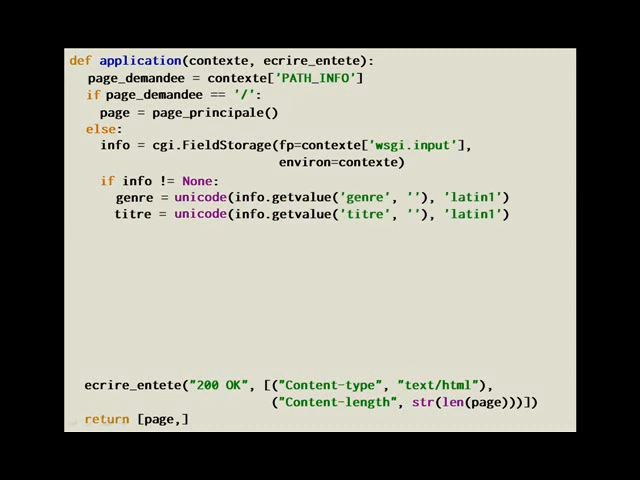 def application(contexte, ecrire_entete):
page_demandee = contexte['PATH_INFO']
if page_demandee == '/':
page = page_principale()
else:
info = cgi.FieldStorage(fp=contexte['wsgi.input'],
environ=contexte)
if info != None:
genre = unicode(info.getvalue('genre', ''), 'latin1')
titre = unicode(info.getvalue('titre', ''), 'latin1')
ecrire_entete("200 OK", [("Content-type", "text/html"),
("Content-length", str(len(page)))])
return [page,]